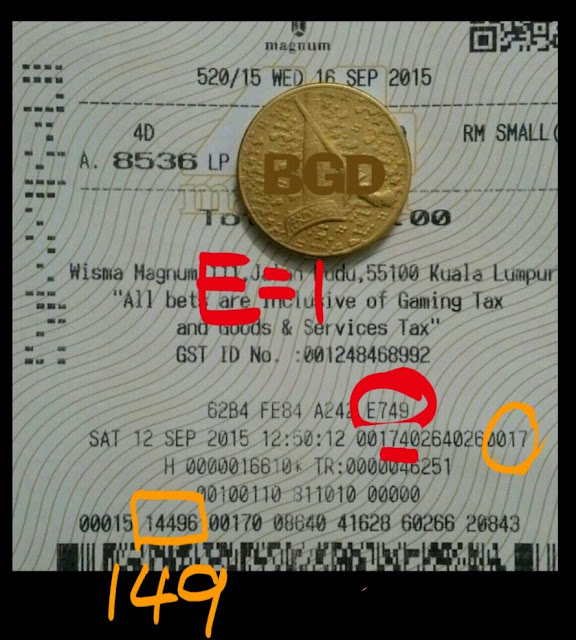 magnum
520/15 WED 16 SEP 2015
4D RM SMALL(
A. 8536 LP BGD
To .00
Wisma Magnum, 111, Jalan Pudu,55100 Kuala Lumpur
E=1
"All bets are Inclusive of Gaming Tax
and Goods & Services Tax"
GST ID No. :001248468992
62B4 FE84 A242 E749
SAT 12 SEP 2015 12:50:12 001740264026 0017
H 0000016610* TR:0000046251
00100110 311010 00000
00015 14496 00170 08640 41628 60266 20843
149